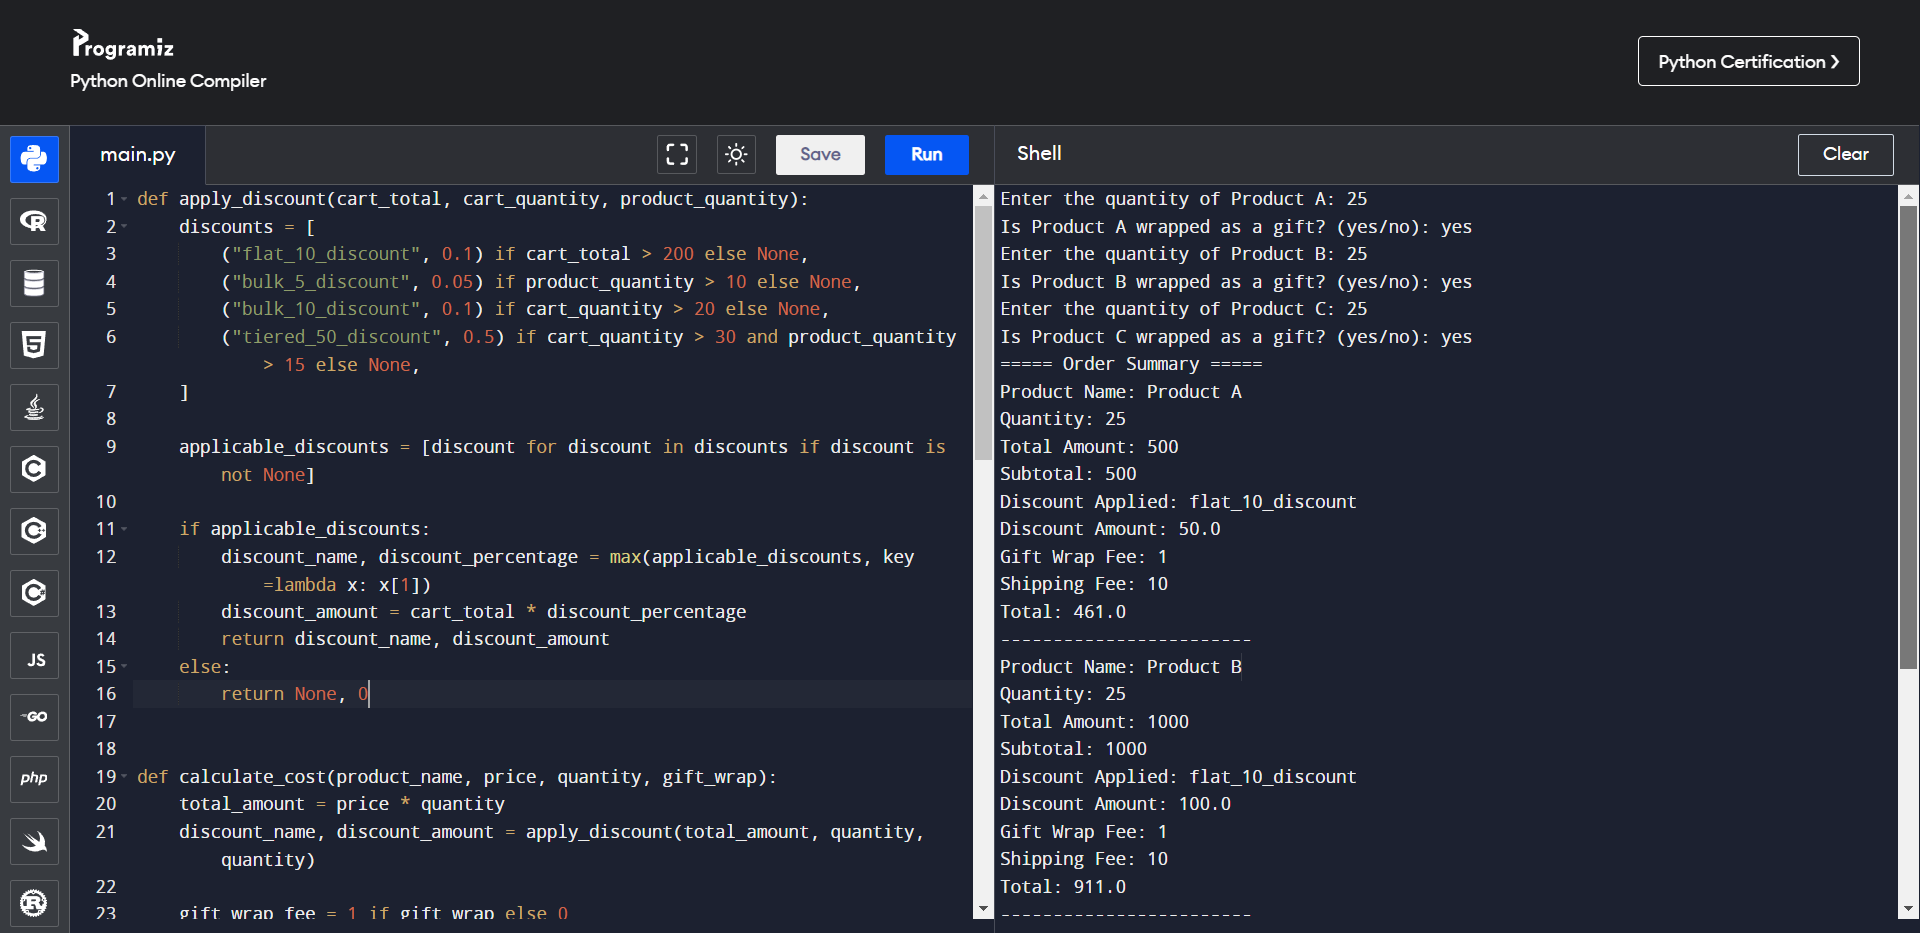 Programiz
Python Online Compiler
Python Certification ❯
main.py
Save
Run
Shell
Clear
1 def apply_discount(cart_total, cart_quantity, product_quantity):
2     discounts = [
3         ("flat_10_discount", 0.1) if cart_total > 200 else None,
4         ("bulk_5_discount", 0.05) if product_quantity > 10 else None,
5         ("bulk_10_discount", 0.1) if cart_quantity > 20 else None,
6         ("tiered_50_discount", 0.5) if cart_quantity > 30 and product_quantity
            > 15 else None,
7     ]
8
9     applicable_discounts = [discount for discount in discounts if discount is
        not None]
10
11     if applicable_discounts:
12         discount_name, discount_percentage = max(applicable_discounts, key
            =lambda x: x[1])
13         discount_amount = cart_total * discount_percentage
14         return discount_name, discount_amount
15     else:
16         return None, 0
17
18
19 def calculate_cost(product_name, price, quantity, gift_wrap):
20     total_amount = price * quantity
21     discount_name, discount_amount = apply_discount(total_amount, quantity,
        quantity)
22
23     gift_wrap_fee = 1 if gift_wrap else 0
Enter the quantity of Product A: 25
Is Product A wrapped as a gift? (yes/no): yes
Enter the quantity of Product B: 25
Is Product B wrapped as a gift? (yes/no): yes
Enter the quantity of Product C: 25
Is Product C wrapped as a gift? (yes/no): yes
===== Order Summary =====
Product Name: Product A
Quantity: 25
Total Amount: 500
Subtotal: 500
Discount Applied: flat_10_discount
Discount Amount: 50.0
Gift Wrap Fee: 1
Shipping Fee: 10
Total: 461.0
------------------------
Product Name: Product B
Quantity: 25
Total Amount: 1000
Subtotal: 1000
Discount Applied: flat_10_discount
Discount Amount: 100.0
Gift Wrap Fee: 1
Shipping Fee: 10
Total: 911.0
------------------------
R
5
C
C
C
JS
GO
php
R